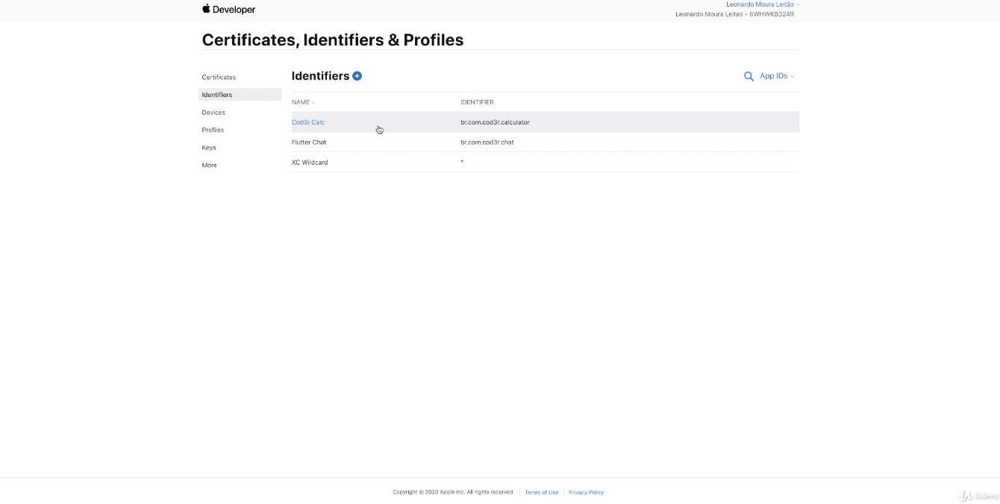 Developer
Leonardo Moura Leitão
Leonardo Moura Leitao - 6WHWKB324R
Certificates, Identifiers & Profiles
Certificates
Identifiers
Devices
Profiles
Keys
More
Identifiers
App IDs
NAME IDENTIFIER
Cod3r Calc br.com.cod3r.calculator
Flutter Chat br.com.cod3r.chat
XC Wildcard *
Copyright © 2020 Apple Inc. All rights reserved. Terms of Use Privacy Policy
Udemy